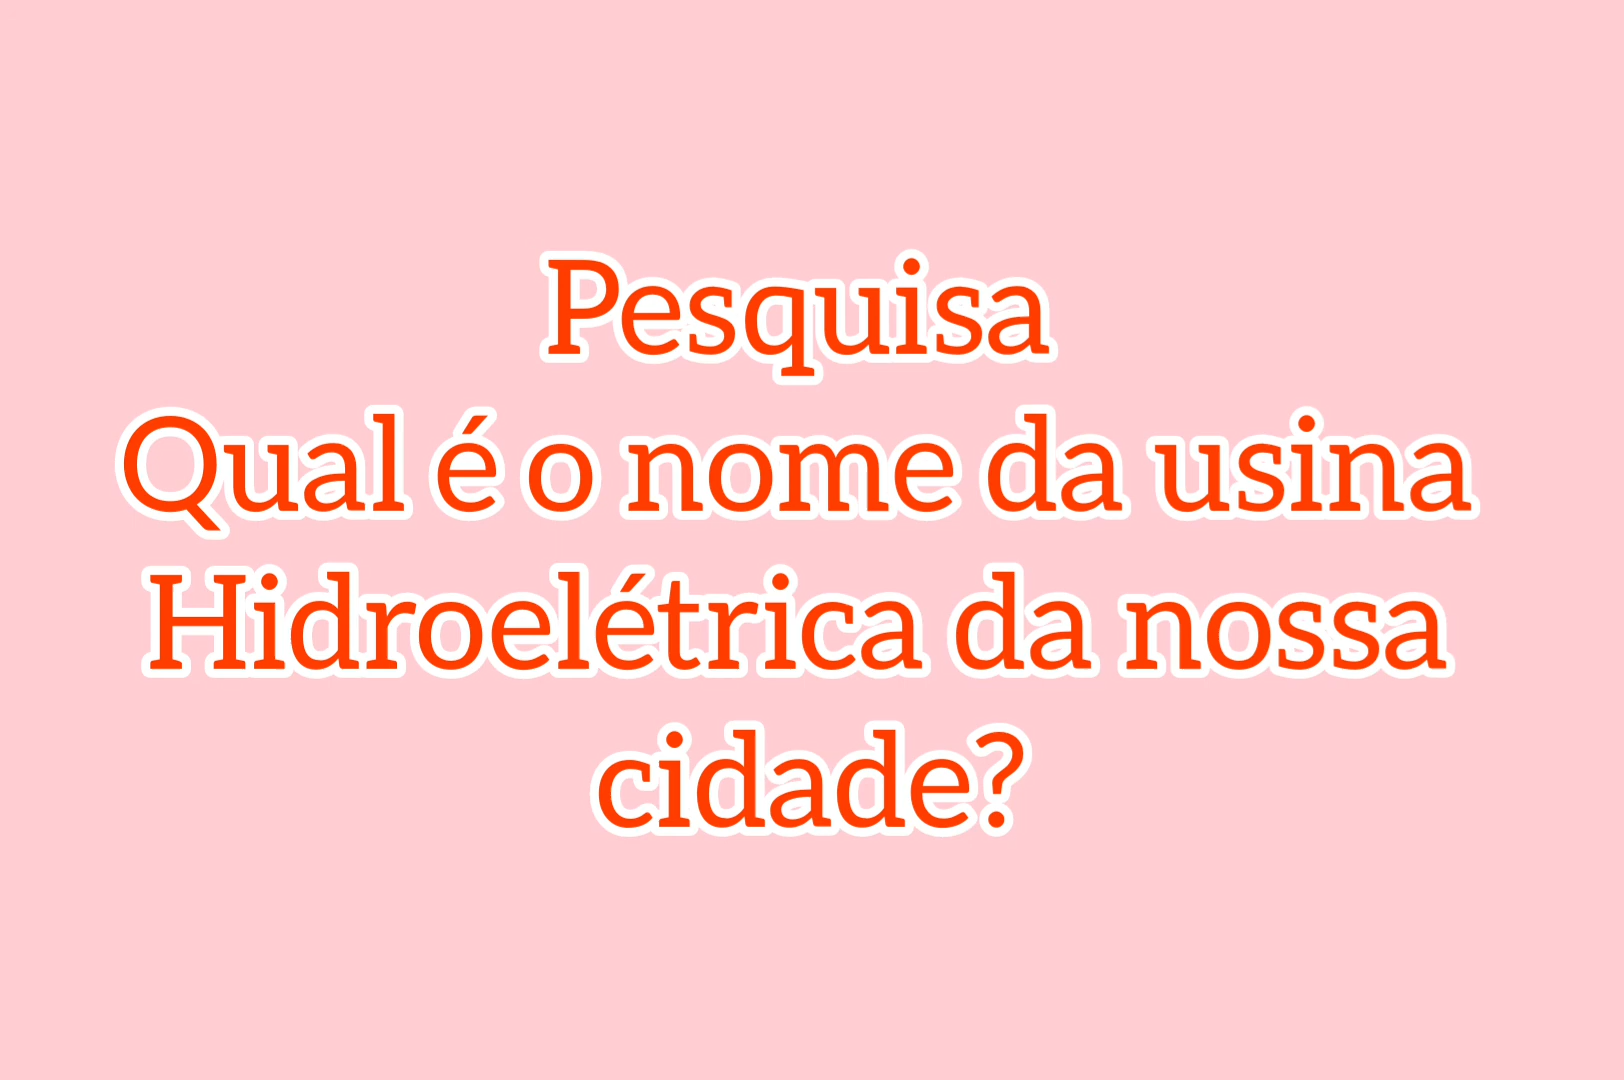 Pesquisa
Qual é o nome da usina
Hidroelétrica da nossa
cidade?